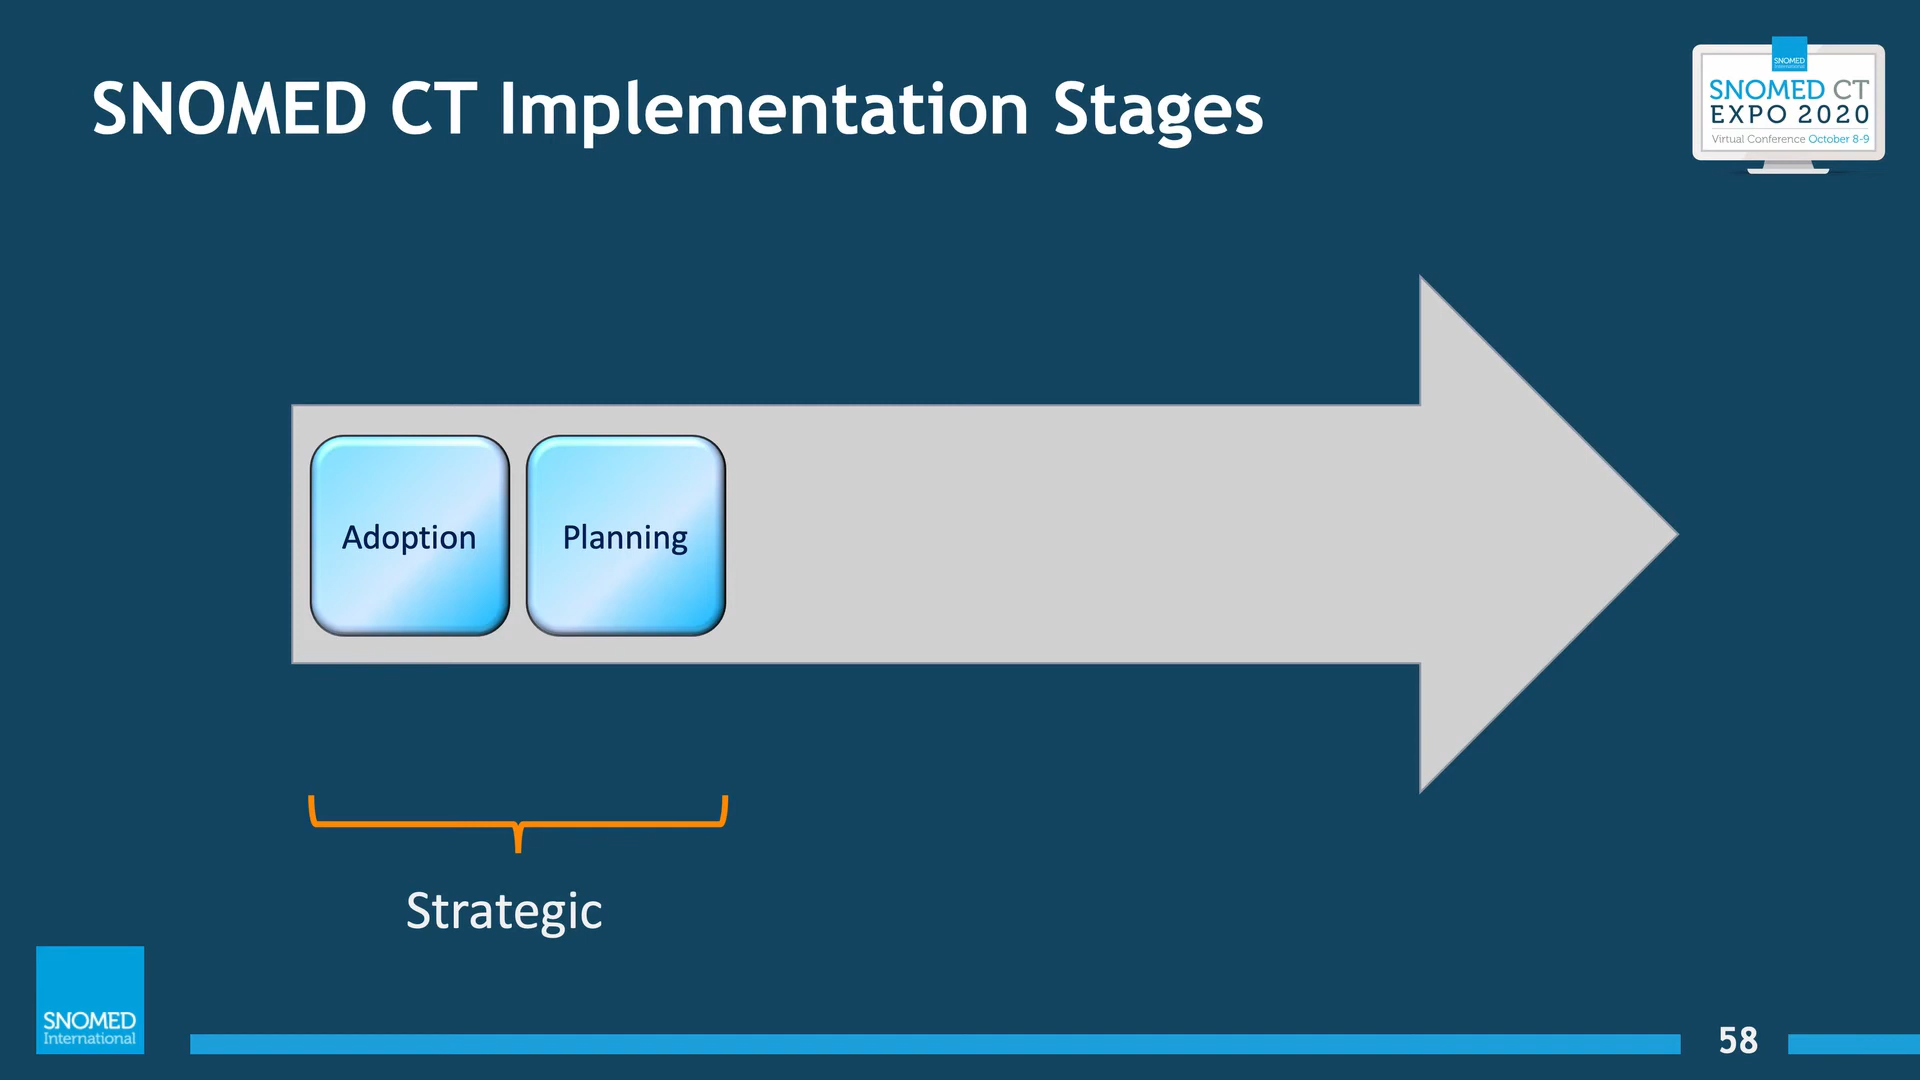 SNOMED CT Implementation Stages
SNOMED
International
SNOMED CT
EXPO 2020
Virtual Conference October 8-9
Adoption
Planning
Strategic
SNOMED
International
58